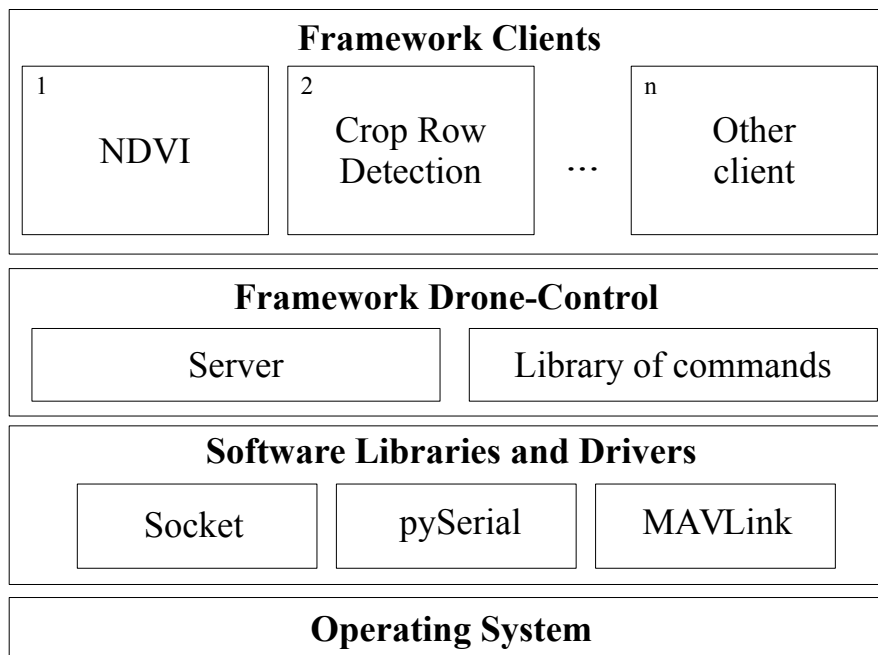 Framework Clients
1
NDVI
2
Crop Row
Detection
...
n
Other
client
Framework Drone-Control
Server
Library of commands
Software Libraries and Drivers
Socket
pySerial
MAVLink
Operating System